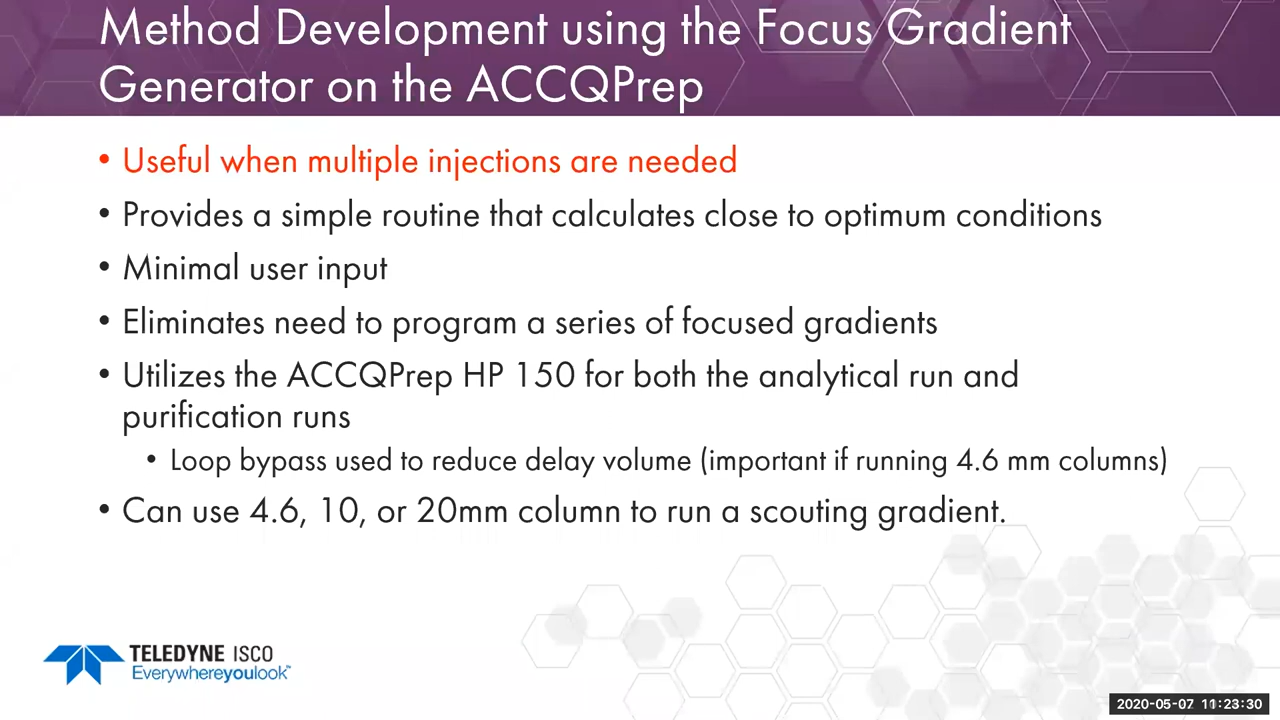 Method Development using the Focus Gradient
Generator on the ACCQPrep
• Useful when multiple injections are needed
• Provides a simple routine that calculates close to optimum conditions
• Minimal user input
• Eliminates need to program a series of focused gradients
• Utilizes the ACCQPrep HP 150 for both the analytical run and
purification runs
• Loop bypass used to reduce delay volume (important if running 4.6 mm columns)
• Can use 4.6, 10, or 20mm column to run a scouting gradient.
TELEDYNE ISCO
Everywhereyoulook™
2020-05-07 11:23:30